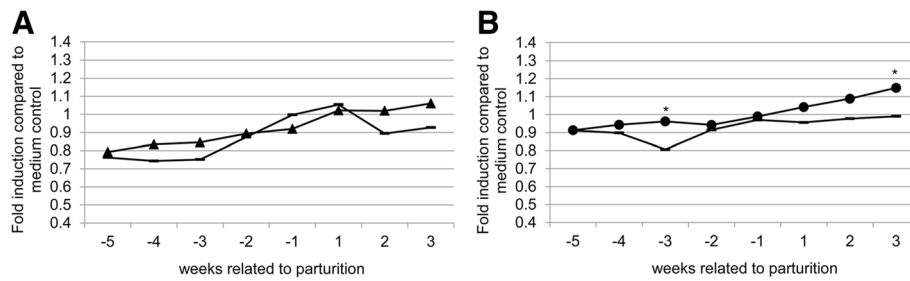 A
Fold induction compared to
medium control
1.4
1.3
1.2
1.1
1
0.9
0.8
0.7
0.6
0.5
0.4
-5 -4 -3 -2 -1 1 2 3
weeks related to parturition
B
Fold induction compared to
medium control
1.4
1.3
1.2
1.1
1
0.9
0.8
0.7
0.6
0.5
0.4
*
*
-5 -4 -3 -2 -1 1 2 3
weeks related to parturition